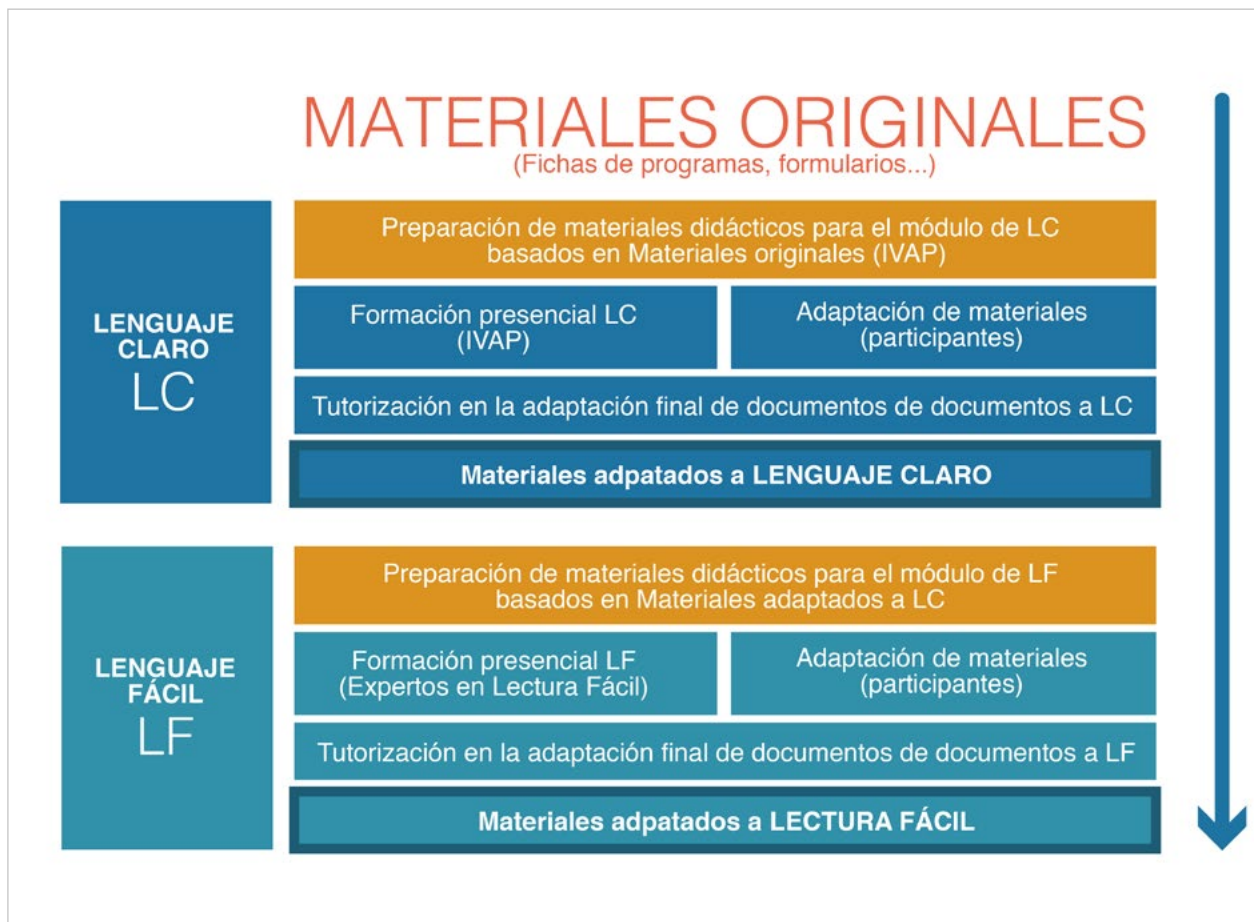 MATERIALES ORIGINALES
(Fichas de programas, formularios...)
LENGUAJE
CLARO
LC
Preparación de materiales didácticos para el módulo de LC
basados en Materiales originales (IVAP)
Formación presencial LC
(IVAP)
Adaptación de materiales
(participantes)
Tutorización en la adaptación final de documentos de documentos a LC
Materiales adpatados a LENGUAJE CLARO
LENGUAJE
FÁCIL
LF
Preparación de materiales didácticos para el módulo de LF
basados en Materiales adaptados a LC
Formación presencial LF
(Expertos en Lectura Fácil)
Adaptación de materiales
(participantes)
Tutorización en la adaptación final de documentos de documentos a LF
Materiales adpatados a LECTURA FÁCIL